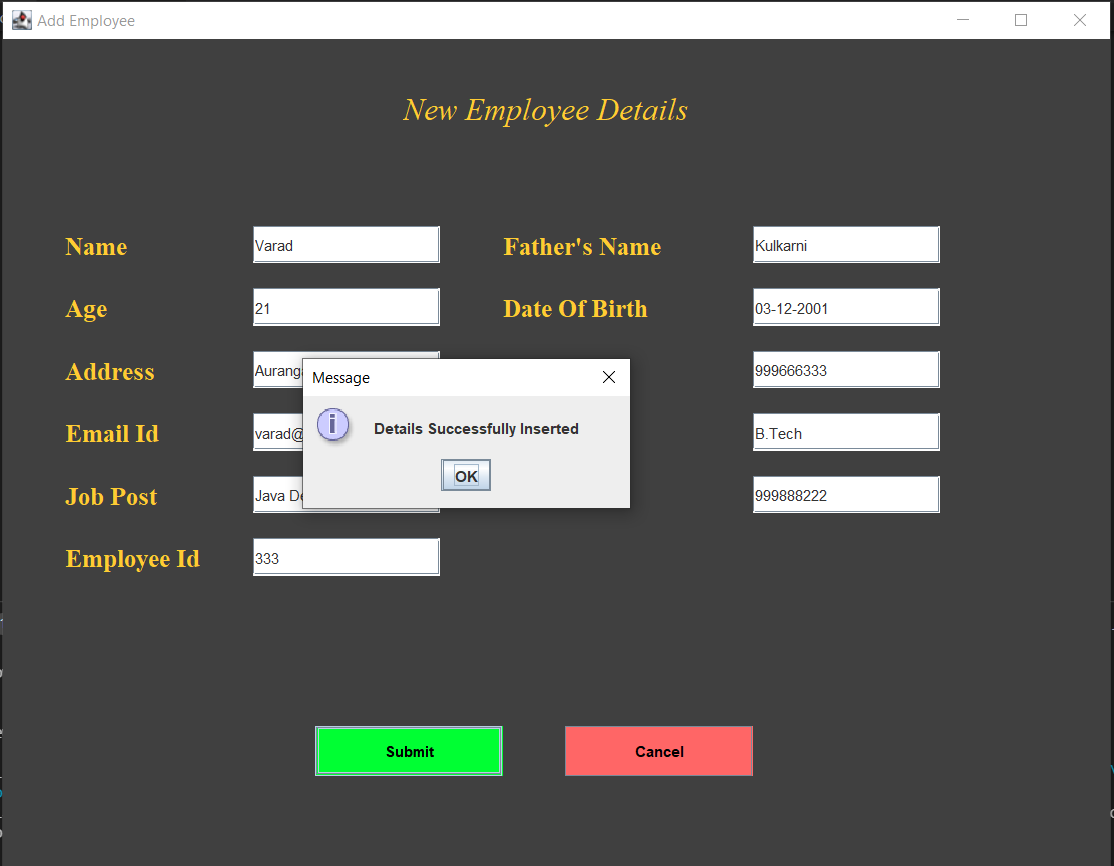 Add Employee
New Employee Details
Name Varad Father's Name Kulkarni
Age 21 Date Of Birth 03-12-2001
Address 999666333
Message
Details Successfully Inserted
OK
Email Id varad@ B.Tech
Job Post Java 999888222
Employee Id 333
Submit Cancel